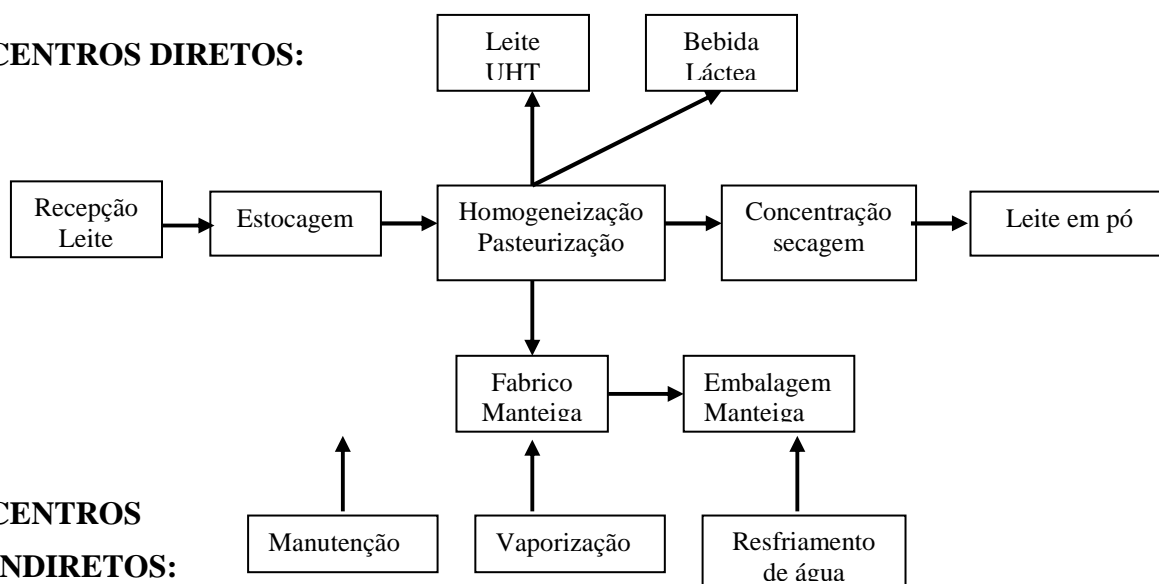 CENTROS DIRETOS:
Leite
UHT
Bebida
Láctea
Recepção
Leite
Estocagem
Homogeneização
Pasteurização
Concentração
secagem
Leite em pó
Fabrico
Manteiga
Embalagem
Manteiga
CENTROS
NDIRETOS:
Manutenção
Vaporização
Resfriamento
de água